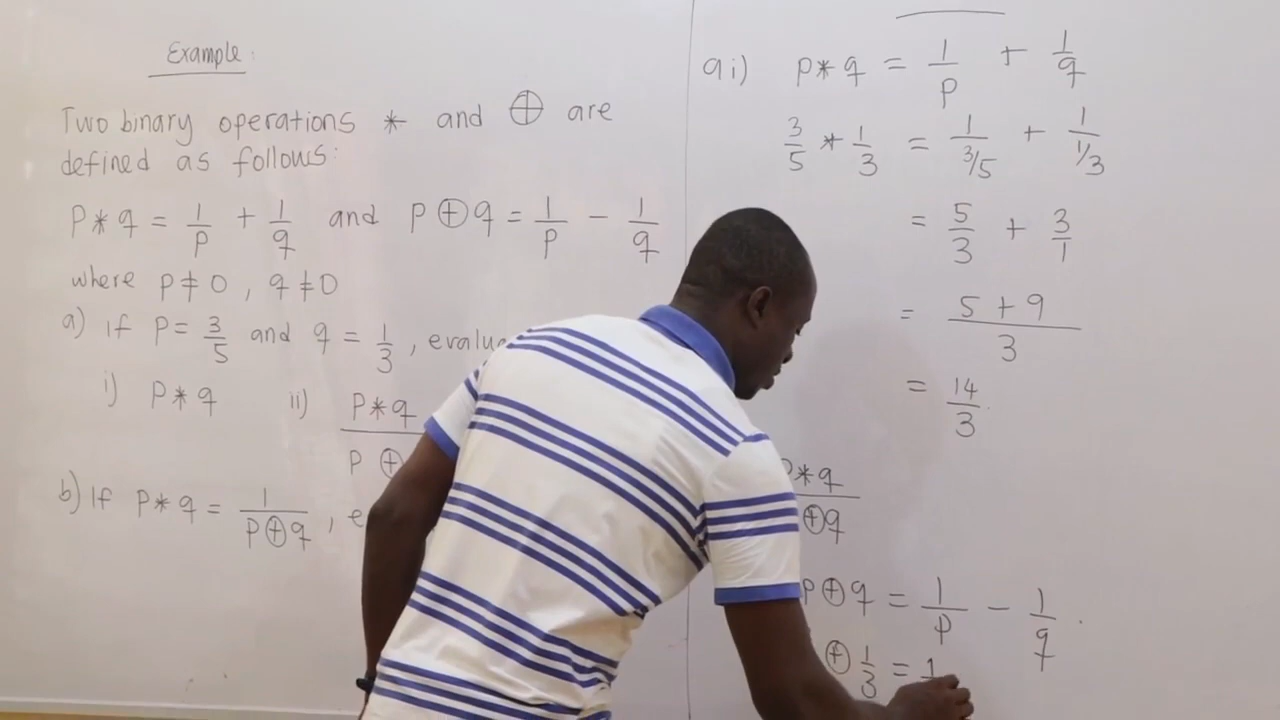 Example:
Two binary operations * and ⊕ are
defined as follows:
P * q = 1/P + 1/q and P ⊕ q = 1/P − 1/q
where P ≠ 0 , q ≠ 0
a) If P = 3/5 and q = 1/3 ,
i) P * q ii) P * q / P ⊕
b) If P * q = 1/P⊕q ,
ai) P * q = 1/P + 1/q
3/5 * 1/3 = 1/3/5 + 1/1/3
= 5/3 + 3/1
= 5 + 9 / 3
= 14/3
P * q / ⊕ q
P ⊕ q = 1/P − 1/q
⊕ 1/3 = 1